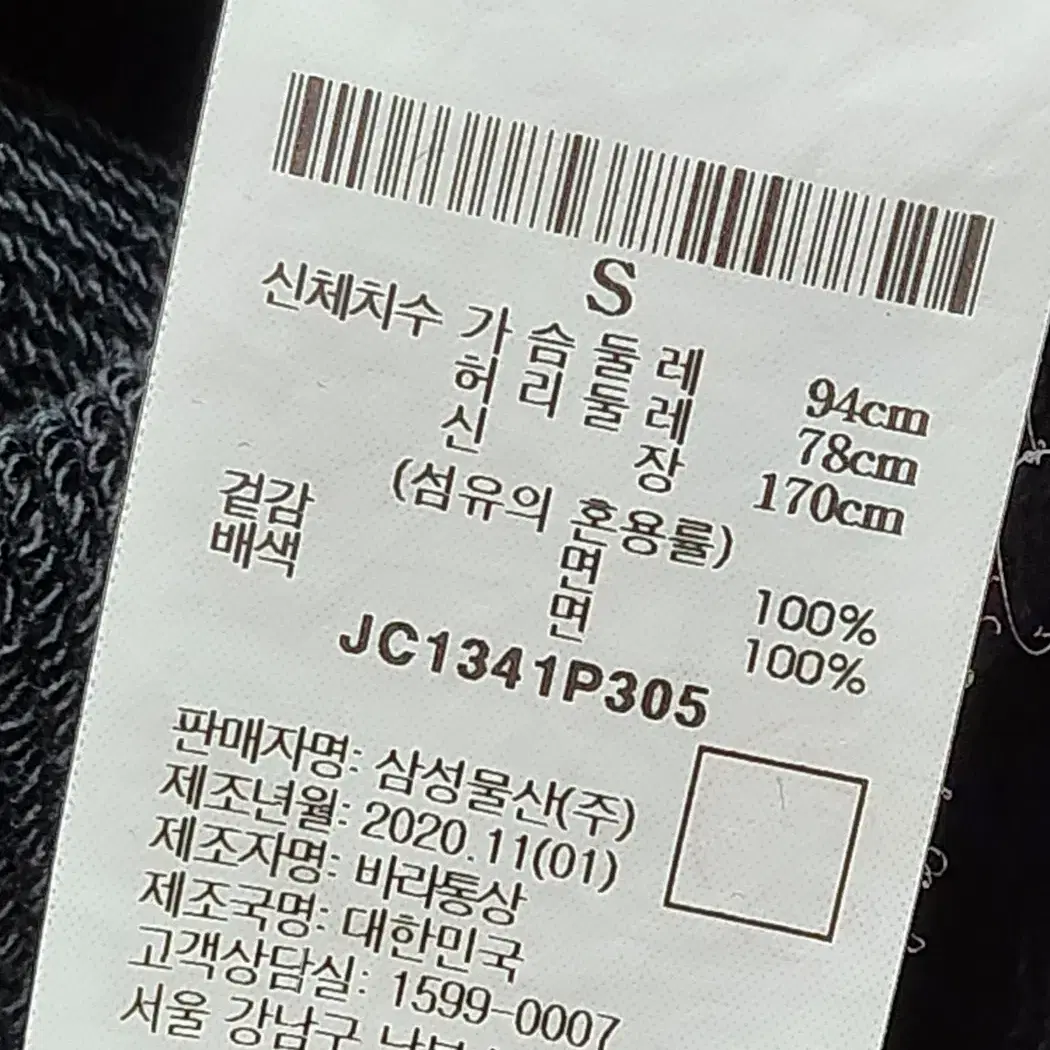 S
신체치수 가슴둘레 94cm
허리둘레 78cm
신장 170cm
(섬유의 혼용률)
겉감 면 100%
배색 면 100%
JC1341P305
판매자명: 삼성물산(주)
제조년월: 2020.11(01)
제조자명: 바라통상
제조국명: 대한민국
고객상담실: 1599-0007
서울 강남구